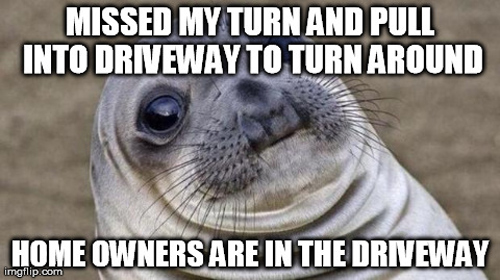 MISSED MY TURN AND PULL
INTO DRIVEWAY TO TURN AROUND
HOME OWNERS ARE IN THE DRIVEWAY
imgflip.com